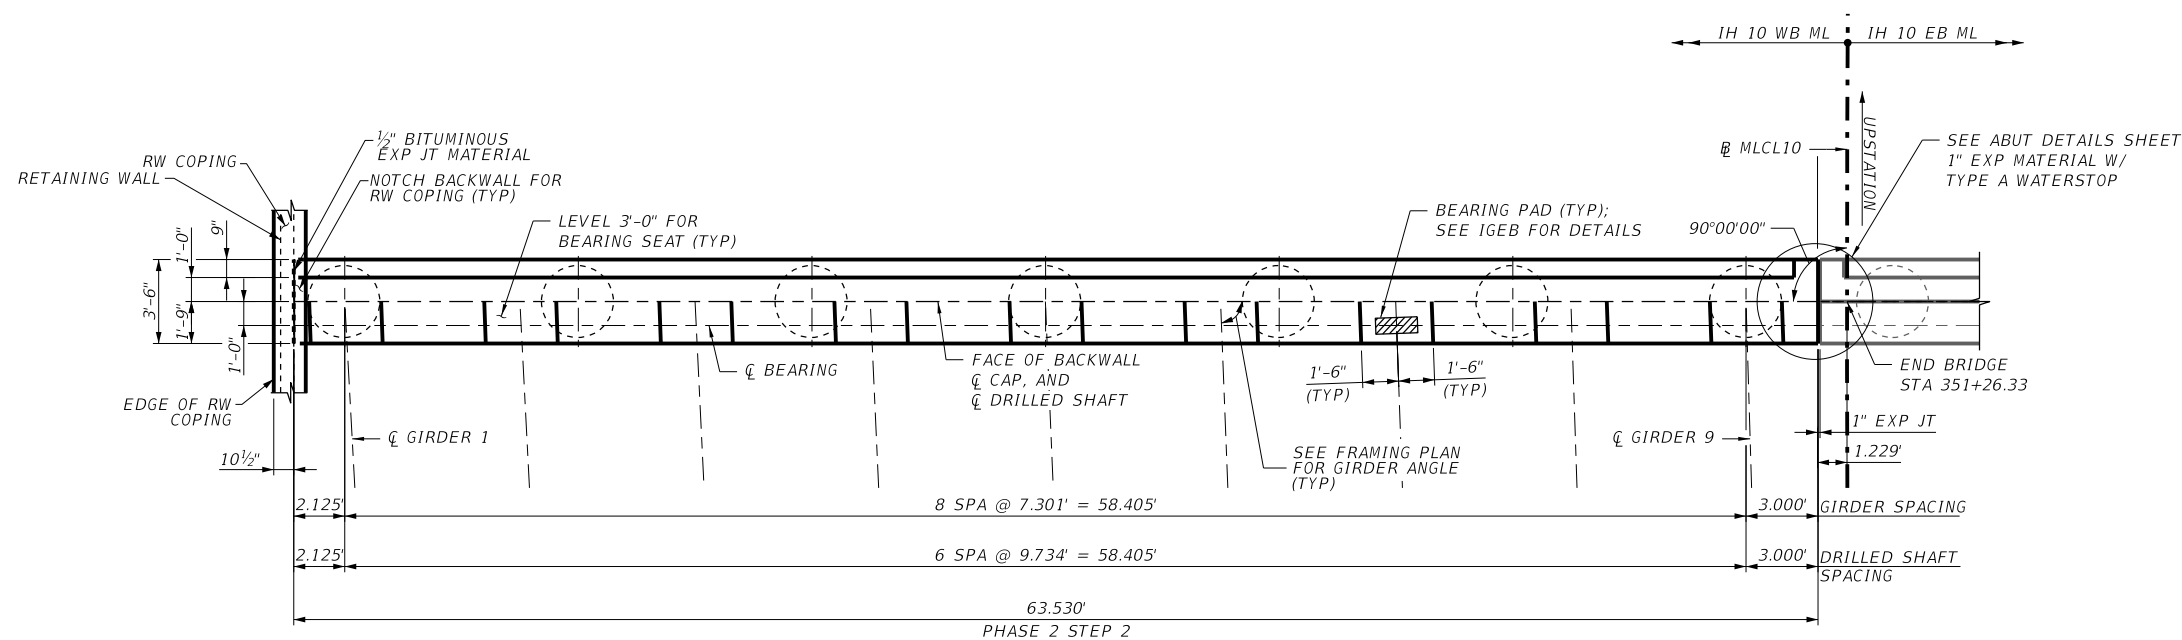 IH 10 WB ML
IH 10 EB ML
UPSTATION
½" BITUMINOUS
EXP JT MATERIAL
RW COPING
RETAINING WALL
NOTCH BACKWALL FOR
RW COPING (TYP)
LEVEL 3'-0" FOR
BEARING SEAT (TYP)
BEARING PAD (TYP);
SEE IGEB FOR DETAILS
90°00'00"
MLCL10
SEE ABUT DETAILS SHEET
1" EXP MATERIAL W/
TYPE A WATERSTOP
9"
1'-0"
3'-6"
1'-9"
1'-0"
EDGE OF RW
COPING
10½"
℄ GIRDER 1
℄ BEARING
FACE OF BACKWALL
℄ CAP, AND
℄ DRILLED SHAFT
1'-6"
(TYP)
1'-6"
(TYP)
SEE FRAMING PLAN
FOR GIRDER ANGLE
(TYP)
℄ GIRDER 9
END BRIDGE
STA 351+26.33
1" EXP JT
1.229'
2.125'
8 SPA @ 7.301' = 58.405'
3.000'
GIRDER SPACING
2.125'
6 SPA @ 9.734' = 58.405'
3.000'
DRILLED SHAFT
SPACING
63.530'
PHASE 2 STEP 2